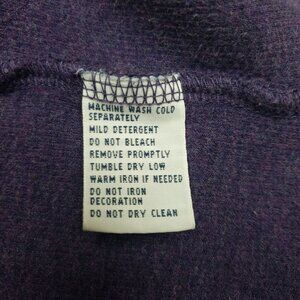 MACHINE WASH COLD
SEPARATELY
MILD DETERGENT
DO NOT BLEACH
REMOVE PROMPTLY
TUMBLE DRY LOW
WARM IRON IF NEEDED
DO NOT IRON
DECORATION
DO NOT DRY CLEAN